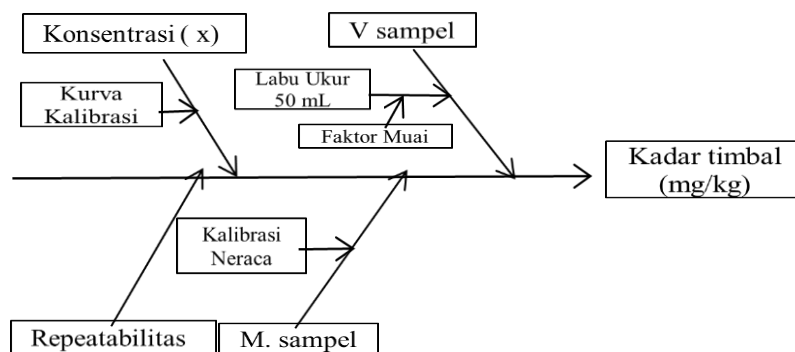 Konsentrasi ( x)
V sampel
Kurva
Kalibrasi
Labu Ukur
50 mL
Faktor Muai
Kadar timbal
(mg/kg)
Kalibrasi
Neraca
Repeatabilitas
M. sampel